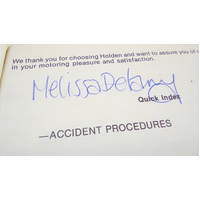 We thank you for choosing Holden and want to assure you of
in your motoring pleasure and satisfaction.
Melissa Delany
Quick Index
—ACCIDENT PROCEDURES